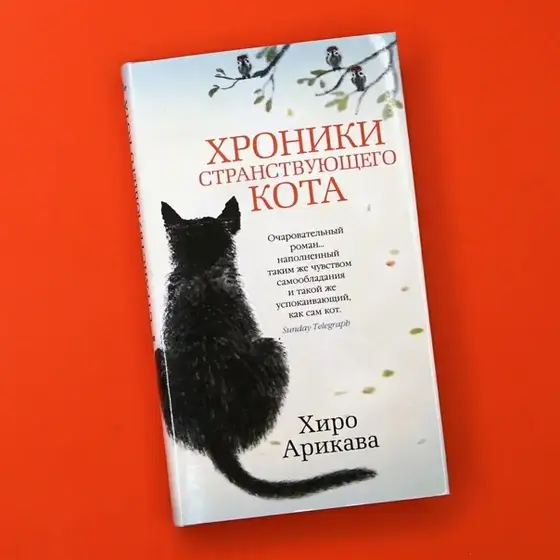 ХРОНИКИ
СТРАНСТВУЮЩЕГО
КОТА
Очаровательный
роман...
наполненный
таким же чувством
самообладания
и такой же
успокаивающий,
как сам кот.
Sunday Telegraph
Хиро
Арикава